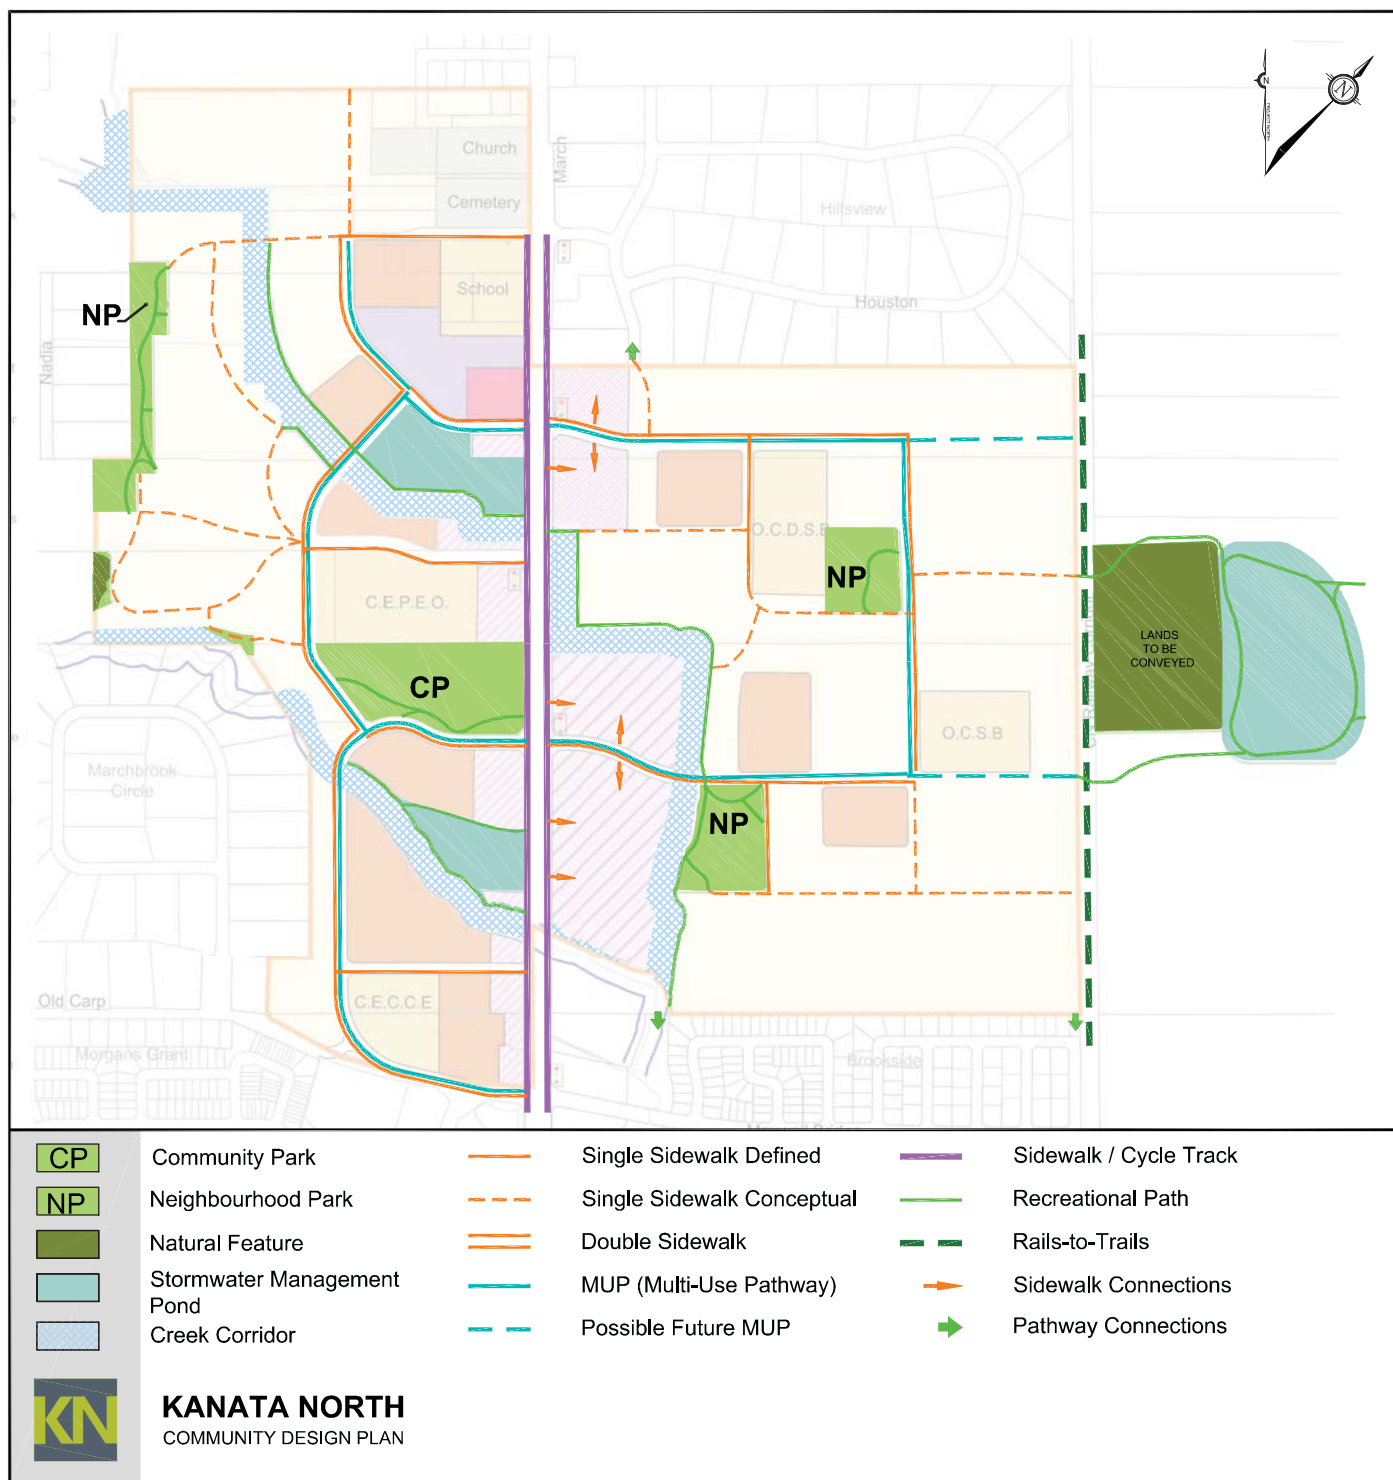 N
PROJECT NORTH
N
Church
March
Cemetery
Hillsview
School
Houston
NP
Nadia
O.C.D.S.B
NP
C.E.P.E.O.
LANDS
TO BE
CONVEYED
CP
O.C.S.B
Marchbrook
Circle
NP
Old Carp
C.E.C.C.E
Morgans Grant
Brookside
CP
Community Park
Single Sidewalk Defined
Sidewalk / Cycle Track
NP
Neighbourhood Park
Single Sidewalk Conceptual
Recreational Path
Natural Feature
Double Sidewalk
Rails-to-Trails
Stormwater Management
Pond
MUP (Multi-Use Pathway)
Sidewalk Connections
Creek Corridor
Possible Future MUP
Pathway Connections
KN
KANATA NORTH
COMMUNITY DESIGN PLAN